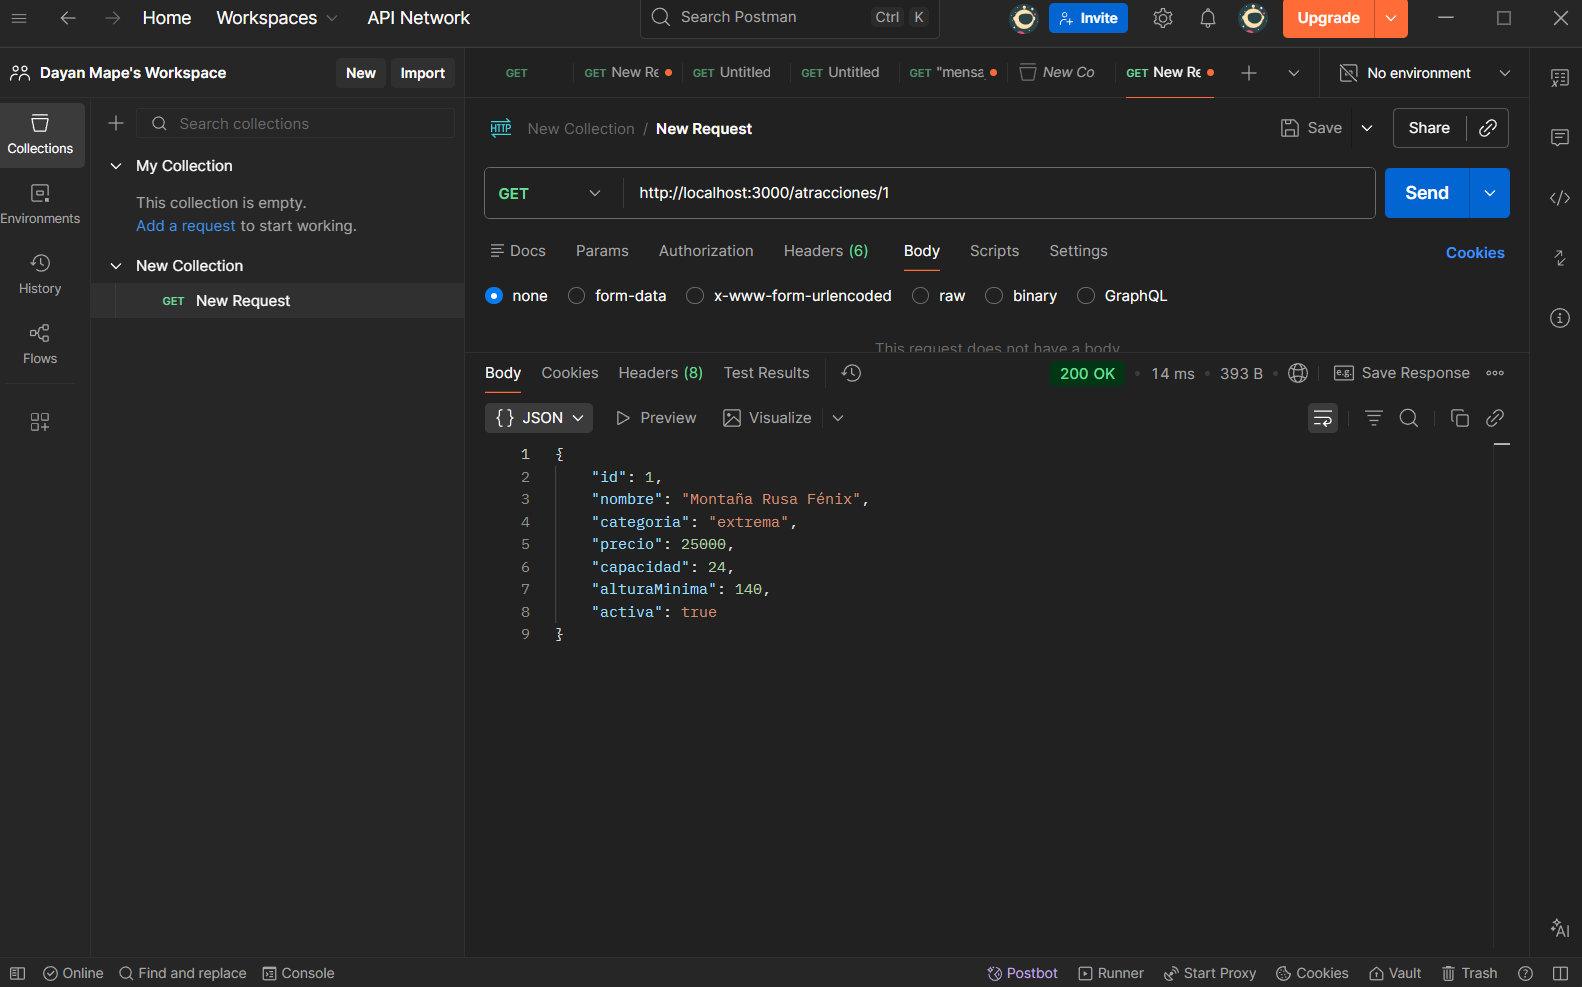 Home Workspaces API Network Search Postman Ctrl K Invite Upgrade
Dayan Mape's Workspace New Import GET GET New Re GET Untitled GET Untitled GET "mensa GET New Co GET New Re No environment
Collections
Environments
History
Flows
Search collections
My Collection
This collection is empty.
Add a request to start working.
New Collection
GET New Request
HTTP New Collection / New Request Save Share
GET http://localhost:3000/atracciones/1 Send
Docs Params Authorization Headers (6) Body Scripts Settings Cookies
none form-data x-www-form-urlencoded raw binary GraphQL
This request does not have a body
Body Cookies Headers (8) Test Results 200 OK • 14 ms • 393 B • e.g. Save Response
{} JSON Preview Visualize
1 {
2 "id": 1,
3 "nombre": "Montaña Rusa Fénix",
4 "categoria": "extrema",
5 "precio": 25000,
6 "capacidad": 24,
7 "alturaMinima": 140,
8 "activa": true
9 }
AI
Online Find and replace Console Postbot Runner Start Proxy Cookies Vault Trash